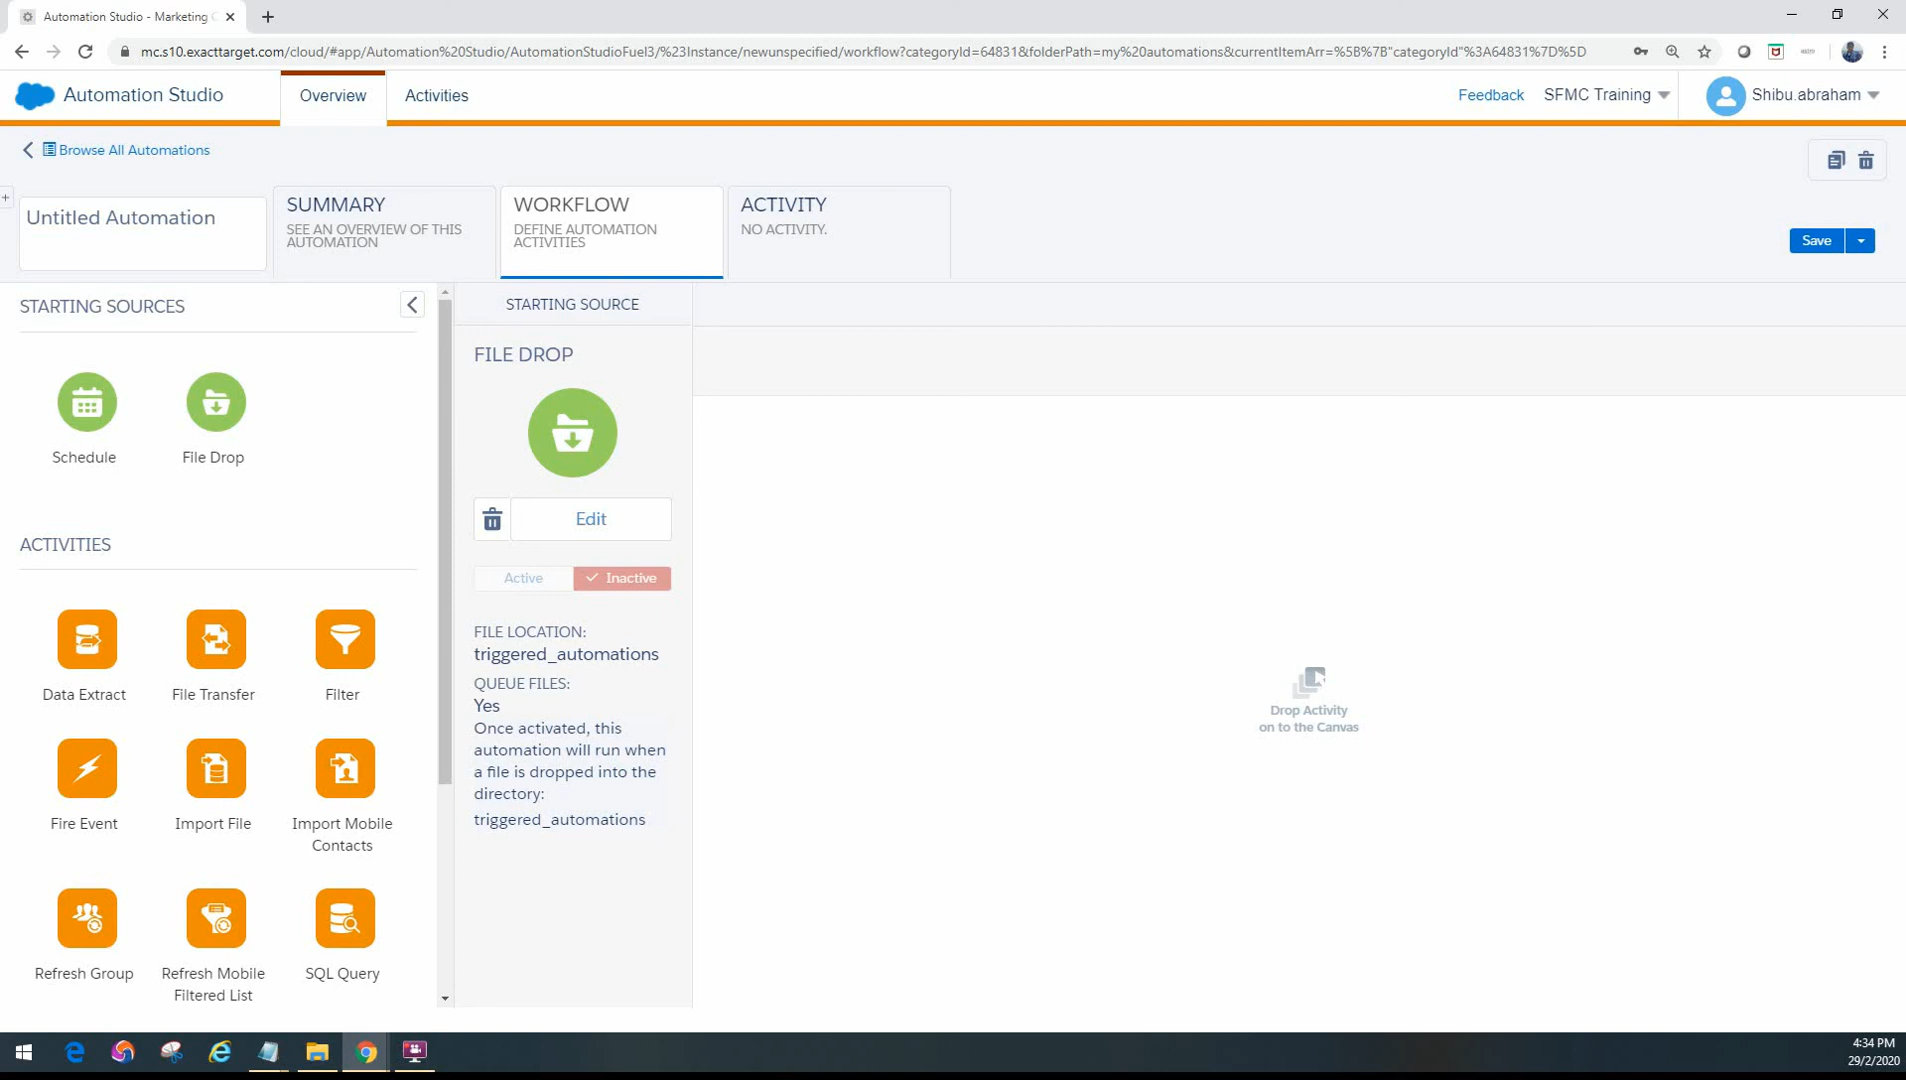 Automation Studio - Marketing C
mc.s10.exacttarget.com/cloud/#app/Automation%20Studio/AutomationStudioFuel3/%23Instance/newunspecified/workflow?categoryId=64831&folderPath=my%20automations&currentItemArr=%5B%7B"categoryId"%3A64831%7D%5D
Automation Studio
Overview
Activities
Feedback
SFMC Training
Shibu.abraham
Browse All Automations
Untitled Automation
SUMMARY
SEE AN OVERVIEW OF THIS
AUTOMATION
WORKFLOW
DEFINE AUTOMATION
ACTIVITIES
ACTIVITY
NO ACTIVITY.
Save
STARTING SOURCES
Schedule
File Drop
ACTIVITIES
Data Extract
File Transfer
Filter
Fire Event
Import File
Import Mobile
Contacts
Refresh Group
Refresh Mobile
Filtered List
SQL Query
STARTING SOURCE
FILE DROP
Edit
Active
Inactive
FILE LOCATION:
triggered_automations
QUEUE FILES:
Yes
Once activated, this
automation will run when
a file is dropped into the
directory:
triggered_automations
Drop Activity
on to the Canvas
4:34 PM
29/2/2020